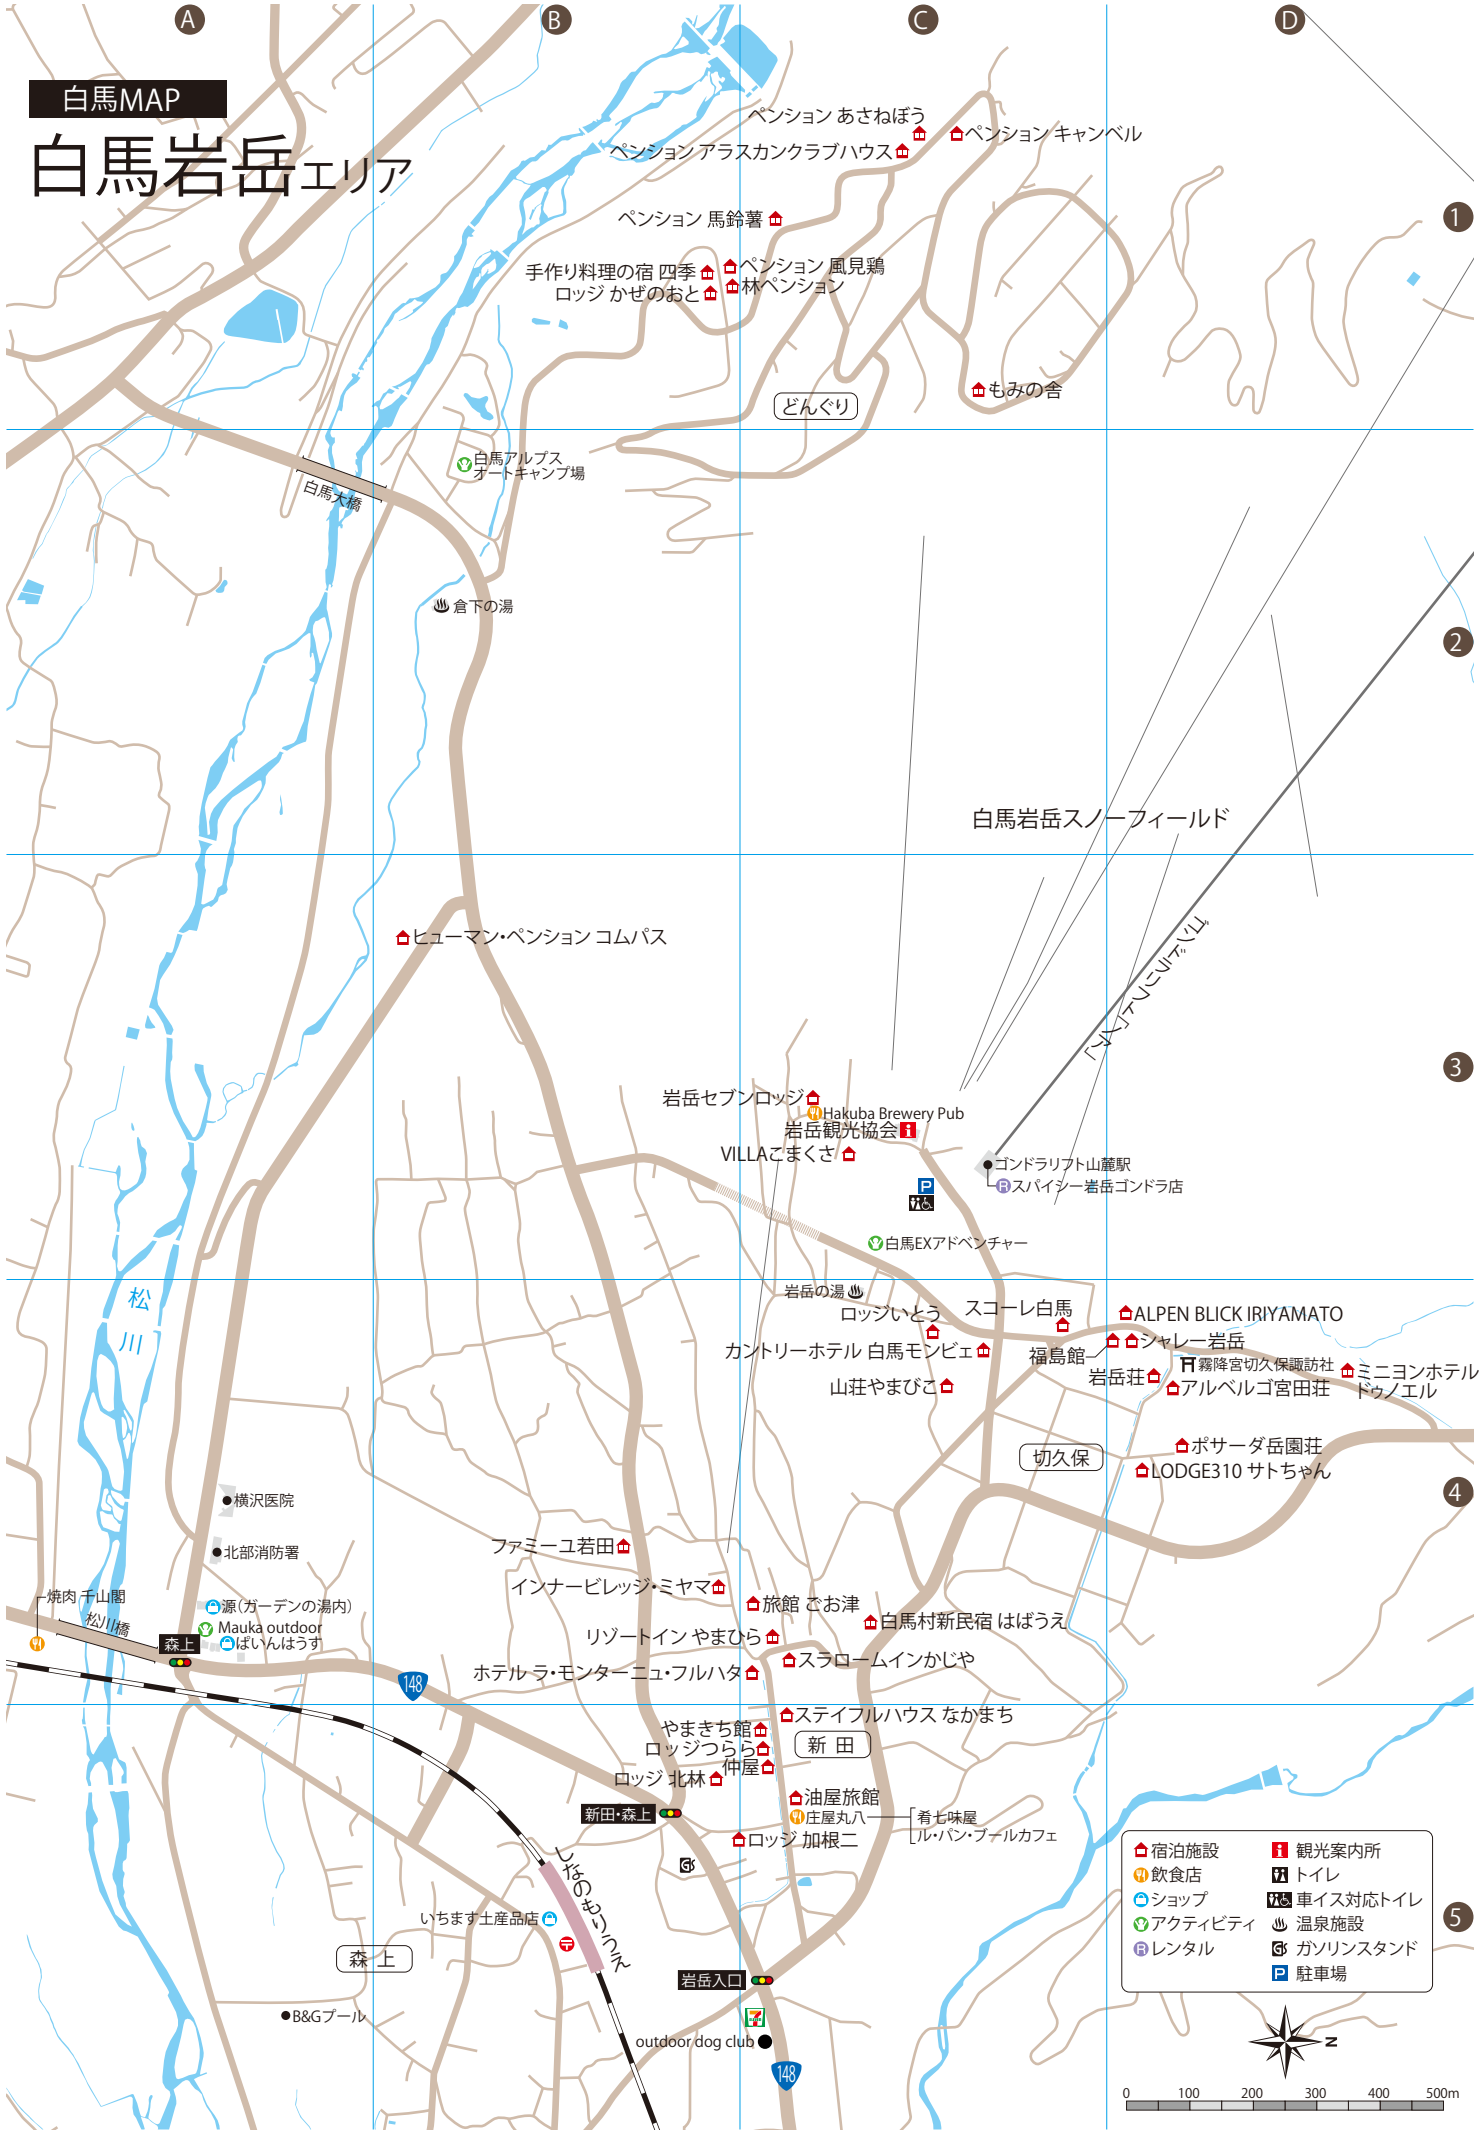 A
B
C
D
白馬MAP
白馬岩岳エリア
ペンション あさねぼう
ペンション キャンベル
ペンション アラスカンクラブハウス
ペンション 馬鈴薯
1
手作り料理の宿 四季
ペンション 風見鶏
ロッジ かぜのおと
林ペンション
もみの舎
どんぐり
白馬アルプス
オートキャンプ場
白馬大橋
倉下の湯
2
白馬岩岳スノーフィールド
ヒューマン・ペンション コムパス
ゴンドラリフト「ノア」
3
岩岳セブンロッジ
Hakuba Brewery Pub
岩岳観光協会
VILLAこまくさ
ゴンドラリフト山麓駅
スパイシー岩岳ゴンドラ店
白馬EXアドベンチャー
松川
岩岳の湯
ロッジいとう
スコーレ白馬
ALPEN BLICK IRIYAMATO
カントリーホテル 白馬モンビェ
福島館
シャレー岩岳
霧降宮切久保諏訪社
ミニヨンホテル
ドゥノエル
岩岳荘
アルベルゴ宮田荘
山荘やまびこ
切久保
ポサーダ岳園荘
LODGE310 サトちゃん
4
横沢医院
北部消防署
ファミーユ若田
インナービレッジ・ミヤマ
焼肉 千山閣
源(ガーデンの湯内)
Mauka outdoor
ぱいんはうす
松川橋
森上
旅館 ごお津
白馬村新民宿 はばうえ
リゾートイン やまひら
スラロームインかじや
ホテル ラ・モンターニュ・フルハタ
148
ステイフルハウス なかまち
やまきち館
新田
ロッジつらら
仲屋
ロッジ 北林
油屋旅館
新田・森上
庄屋丸八
肴七味屋
ル・パン・ブールカフェ
ロッジ 加根二
しなのもりうえ
いちます土産品店
森上
岩岳入口
B&Gプール
outdoor dog club
148
宿泊施設
飲食店
ショップ
アクティビティ
レンタル
観光案内所
トイレ
車イス対応トイレ
温泉施設
ガソリンスタンド
駐車場
5
N
0 100 200 300 400 500m